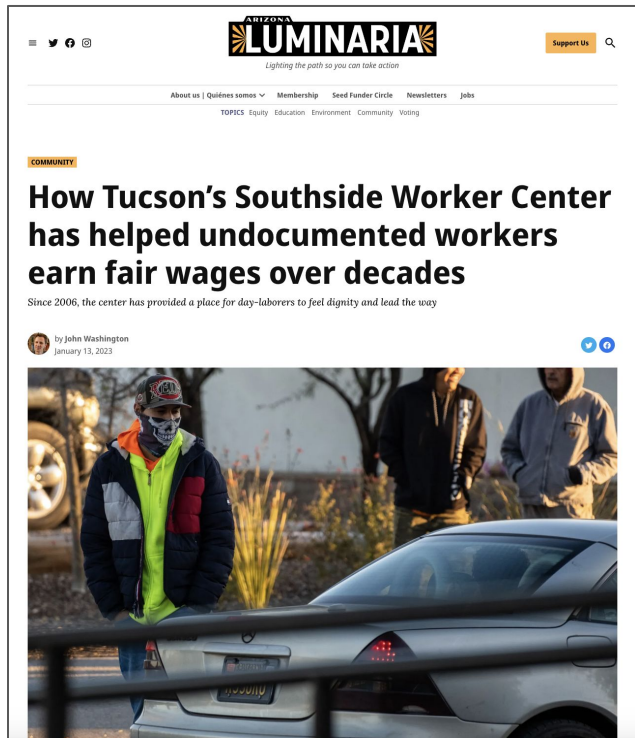 ARIZONA
LUMINARIA
Lighting the path so you can take action
Support Us
About us | Quiénes somos Membership Seed Funder Circle Newsletters Jobs
TOPICS Equity Education Environment Community Voting
COMMUNITY
How Tucson’s Southside Worker Center
has helped undocumented workers
earn fair wages over decades
Since 2006, the center has provided a place for day-laborers to feel dignity and lead the way
by John Washington
January 13, 2023